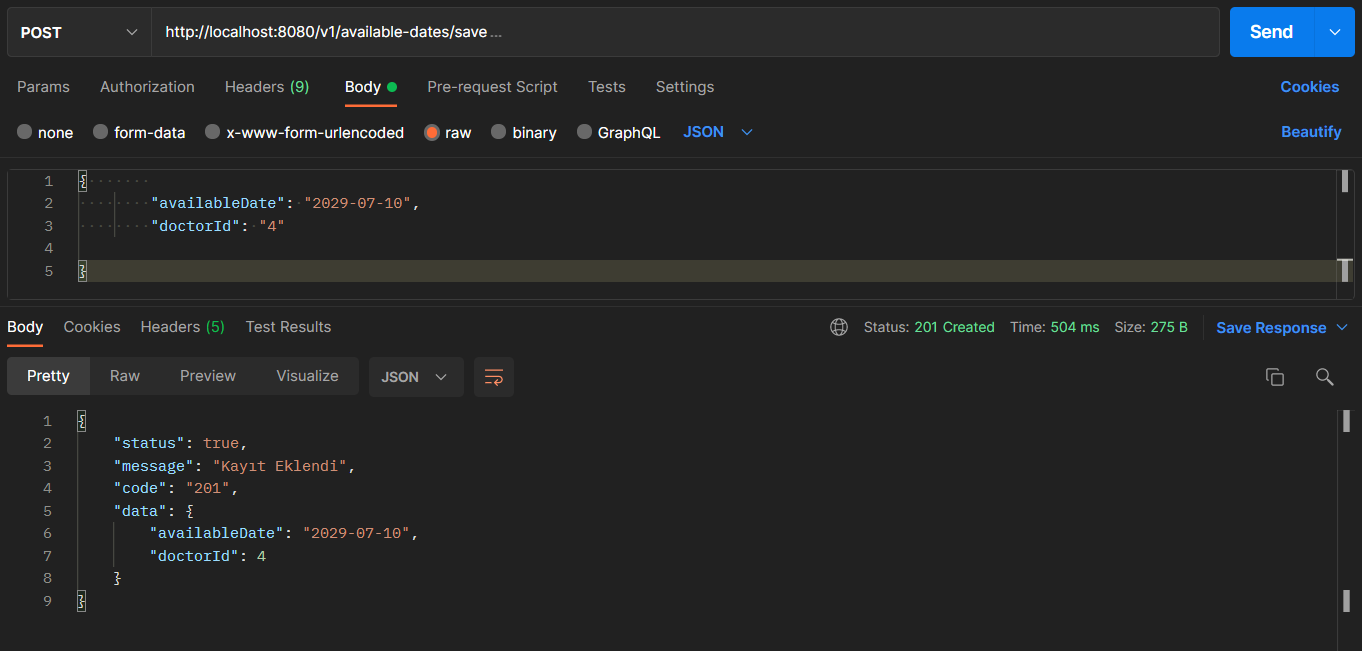 POST http://localhost:8080/v1/available-dates/save ... Send
Params Authorization Headers (9) Body Pre-request Script Tests Settings Cookies
none form-data x-www-form-urlencoded raw binary GraphQL JSON Beautify
1 {
2 "availableDate": "2029-07-10",
3 "doctorId": "4"
4
5 }
Body Cookies Headers (5) Test Results Status: 201 Created Time: 504 ms Size: 275 B Save Response
Pretty Raw Preview Visualize JSON
1 {
2 "status": true,
3 "message": "Kayıt Eklendi",
4 "code": "201",
5 "data": {
6 "availableDate": "2029-07-10",
7 "doctorId": 4
8 }
9 }